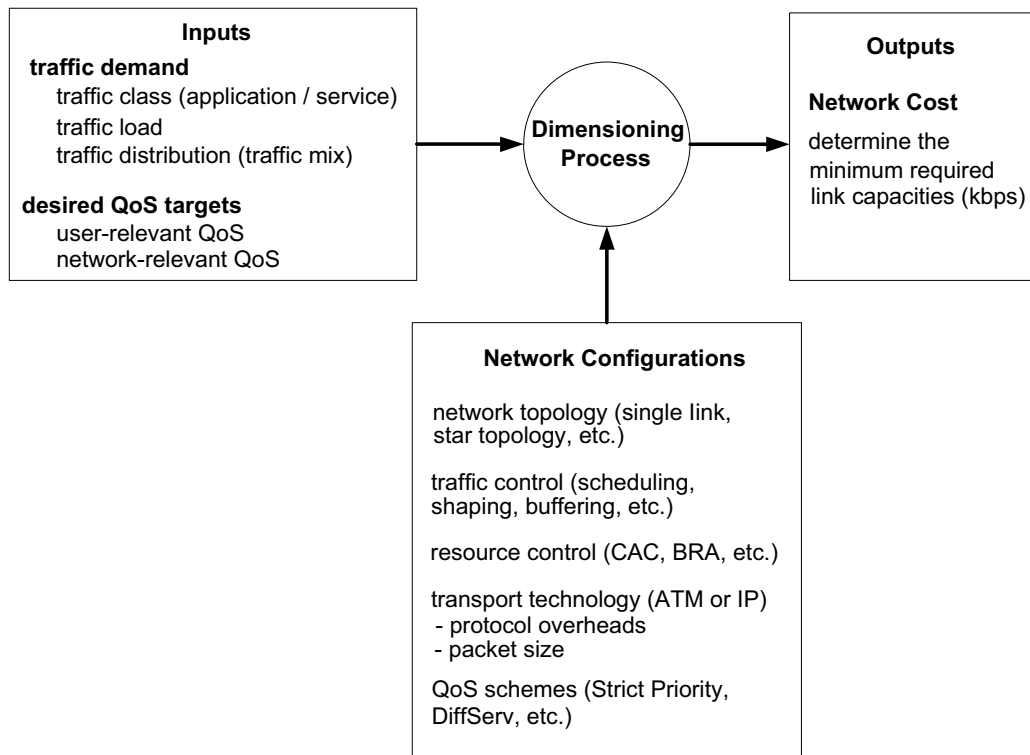 Inputs
traffic demand
traffic class (application / service)
traffic load
traffic distribution (traffic mix)
desired QoS targets
user-relevant QoS
network-relevant QoS
Dimensioning
Process
Outputs
Network Cost
determine the
minimum required
link capacities (kbps)
Network Configurations
network topology (single link,
star topology, etc.)
traffic control (scheduling,
shaping, buffering, etc.)
resource control (CAC, BRA, etc.)
transport technology (ATM or IP)
- protocol overheads
- packet size
QoS schemes (Strict Priority,
DiffServ, etc.)